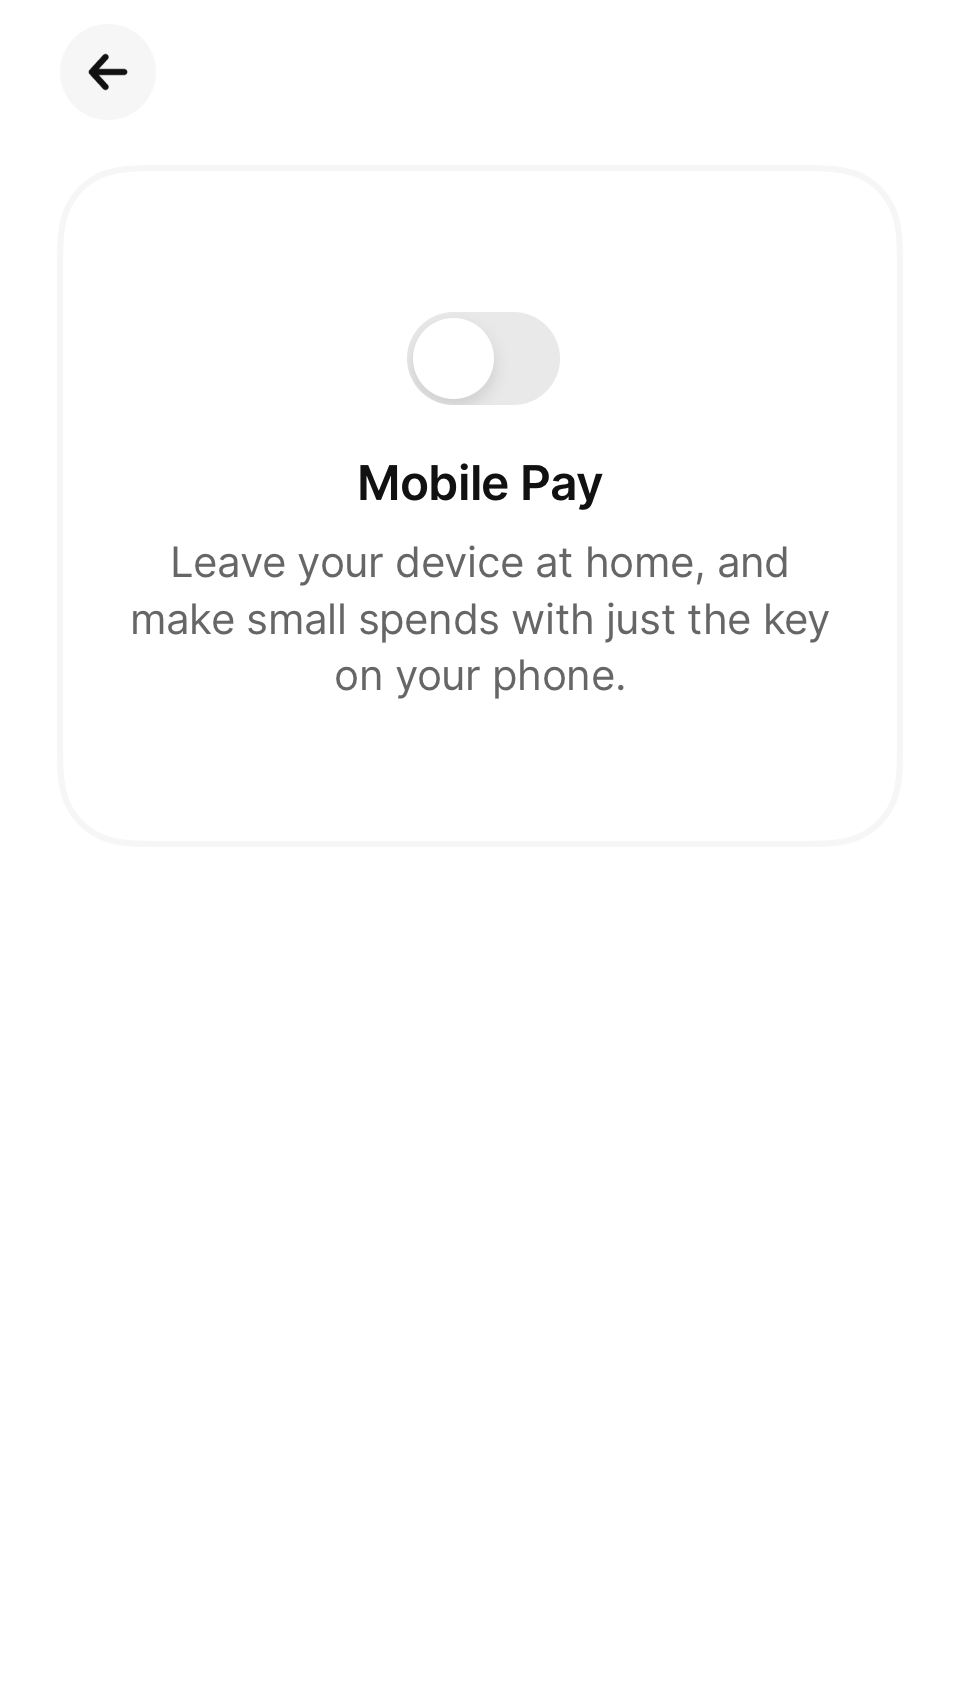 Mobile Pay
Leave your device at home, and
make small spends with just the key
on your phone.